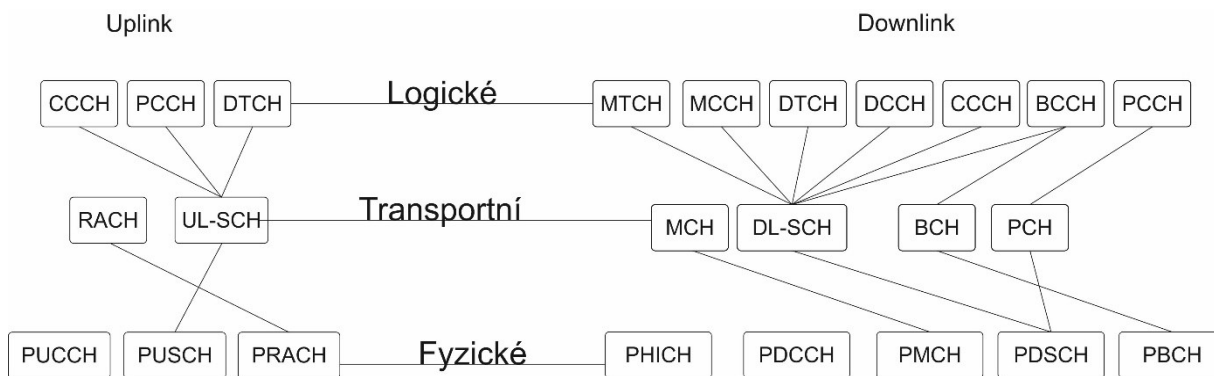 Uplink Downlink
CCCH PCCH DTCH Logické MTCH MCCH DTCH DCCH CCCH BCCH PCCH
RACH UL-SCH Transportní MCH DL-SCH BCH PCH
PUCCH PUSCH PRACH Fyzické PHICH PDCCH PMCH PDSCH PBCH